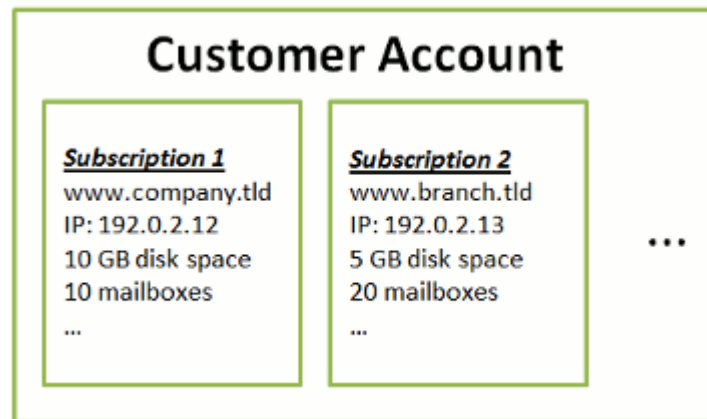 Customer Account
Subscription 1
www.company.tld
IP: 192.0.2.12
10 GB disk space
10 mailboxes
...
Subscription 2
www.branch.tld
IP: 192.0.2.13
5 GB disk space
20 mailboxes
...
...